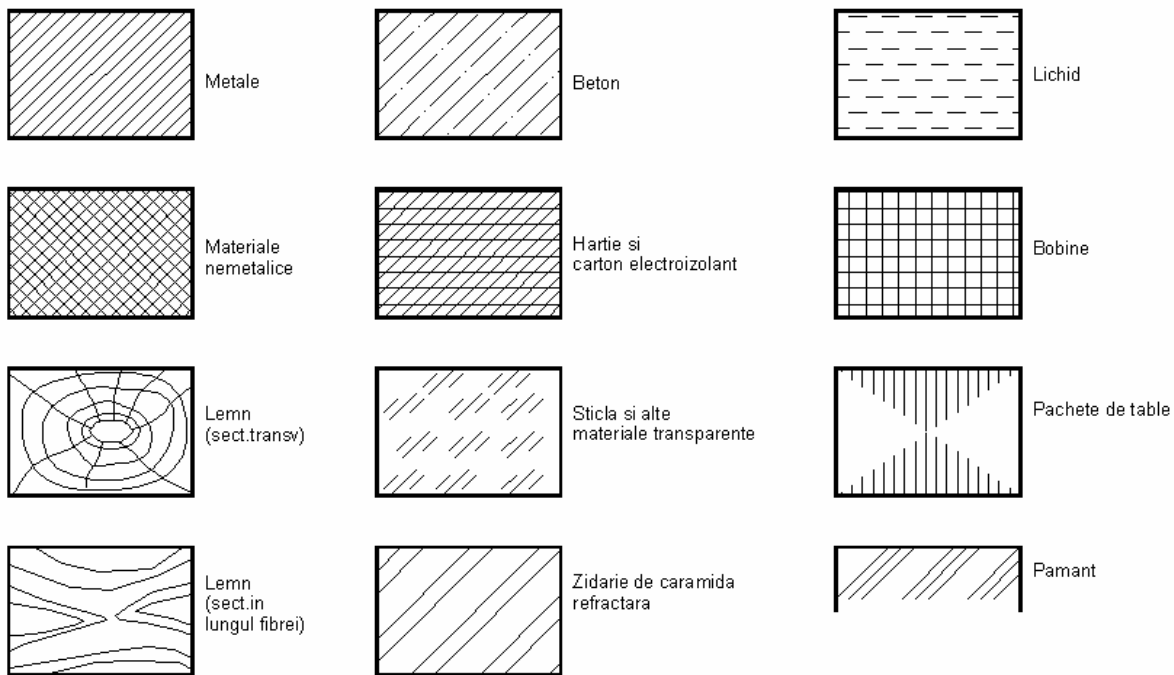 Metale
Beton
Lichid
Materiale
nemetalice
Hartie si
carton electroizolant
Bobine
Lemn
(sect.transv)
Sticla si alte
materiale transparente
Pachete de table
Lemn
(sect.in
lungul fibrei)
Zidarie de caramida
refractara
Pamant